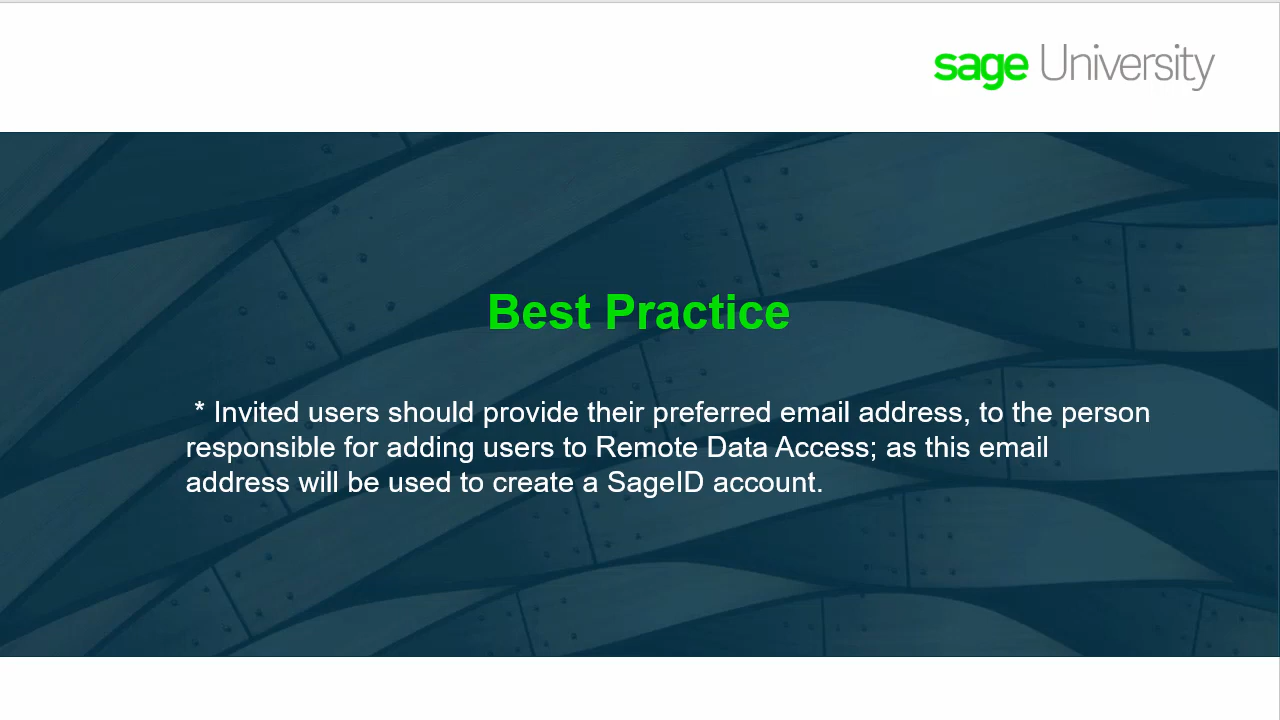 sage University
Best Practice
* Invited users should provide their preferred email address, to the person
responsible for adding users to Remote Data Access; as this email
address will be used to create a SageID account.